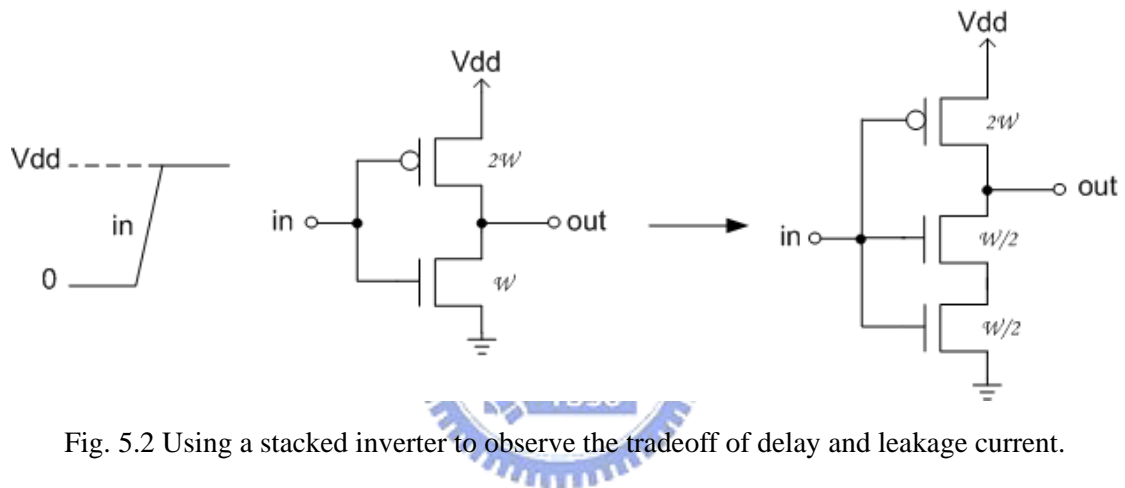 Vdd
in
0
Vdd
2W
in
out
W
Vdd
2W
out
in
W/2
W/2
Fig. 5.2 Using a stacked inverter to observe the tradeoff of delay and leakage current.